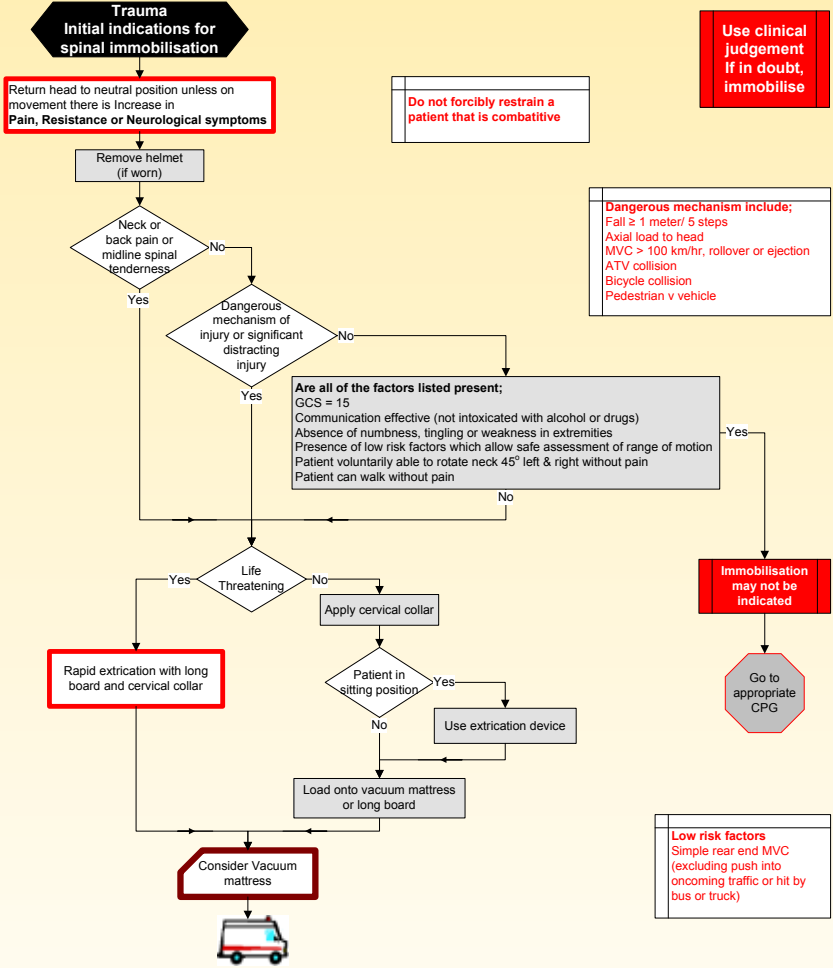 Trauma
Initial indications for
spinal immobilisation
Use clinical
judgement
If in doubt,
immobilise
Return head to neutral position unless on
movement there is Increase in
Pain, Resistance or Neurological symptoms
Do not forcibly restrain a
patient that is combatitive
Remove helmet
(if worn)
Dangerous mechanism include;
Fall ≥ 1 meter/ 5 steps
Axial load to head
MVC > 100 km/hr, rollover or ejection
ATV collision
Bicycle collision
Pedestrian v vehicle
Neck or
back pain or
midline spinal
tenderness
No
Yes
Dangerous
mechanism of
injury or significant
distracting
injury
No
Yes
Are all of the factors listed present;
GCS = 15
Communication effective (not intoxicated with alcohol or drugs)
Absence of numbness, tingling or weakness in extremities
Presence of low risk factors which allow safe assessment of range of motion
Patient voluntarily able to rotate neck 45° left & right without pain
Patient can walk without pain
Yes
No
Life
Threatening
Yes
No
Immobilisation
may not be
indicated
Apply cervical collar
Rapid extrication with long
board and cervical collar
Patient in
sitting position
Yes
No
Go to
appropriate
CPG
Use extrication device
Load onto vacuum mattress
or long board
Low risk factors
Simple rear end MVC
(excluding push into
oncoming traffic or hit by
bus or truck)
Consider Vacuum
mattress